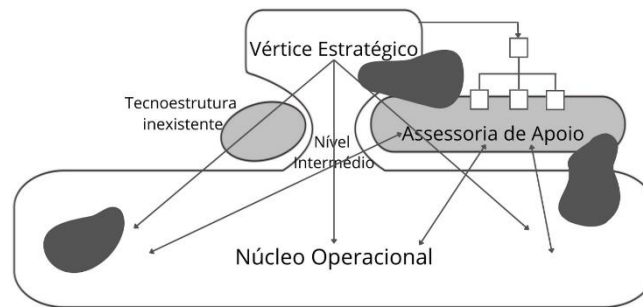 Vértice Estratégico
Tecnoestrutura
inexistente
Nível
Intermédio
Assessoria de Apoio
Núcleo Operacional